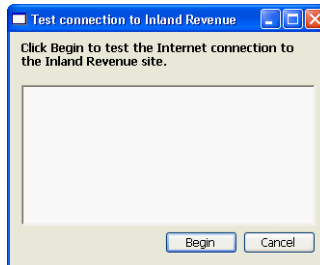 Test connection to Inland Revenue
Click Begin to test the Internet connection to
the Inland Revenue site.
Begin
Cancel